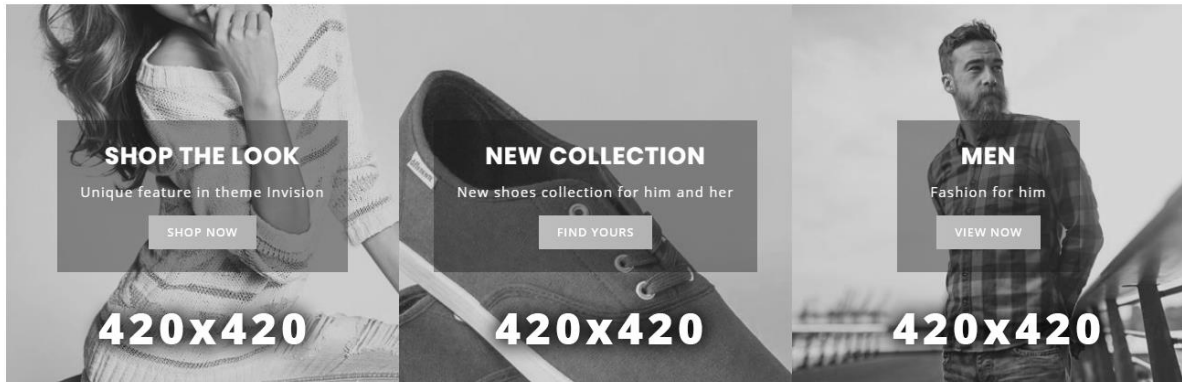 SHOP THE LOOK
Unique feature in theme Invision
SHOP NOW
420x420
NEW COLLECTION
New shoes collection for him and her
FIND YOURS
420x420
MEN
Fashion for him
VIEW NOW
420x420